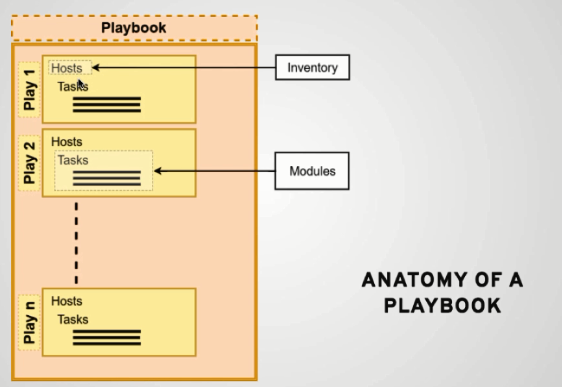 Playbook
Play 1
Hosts
Tasks
Inventory
Play 2
Hosts
Tasks
Modules
Play n
Hosts
Tasks
ANATOMY OF A
PLAYBOOK